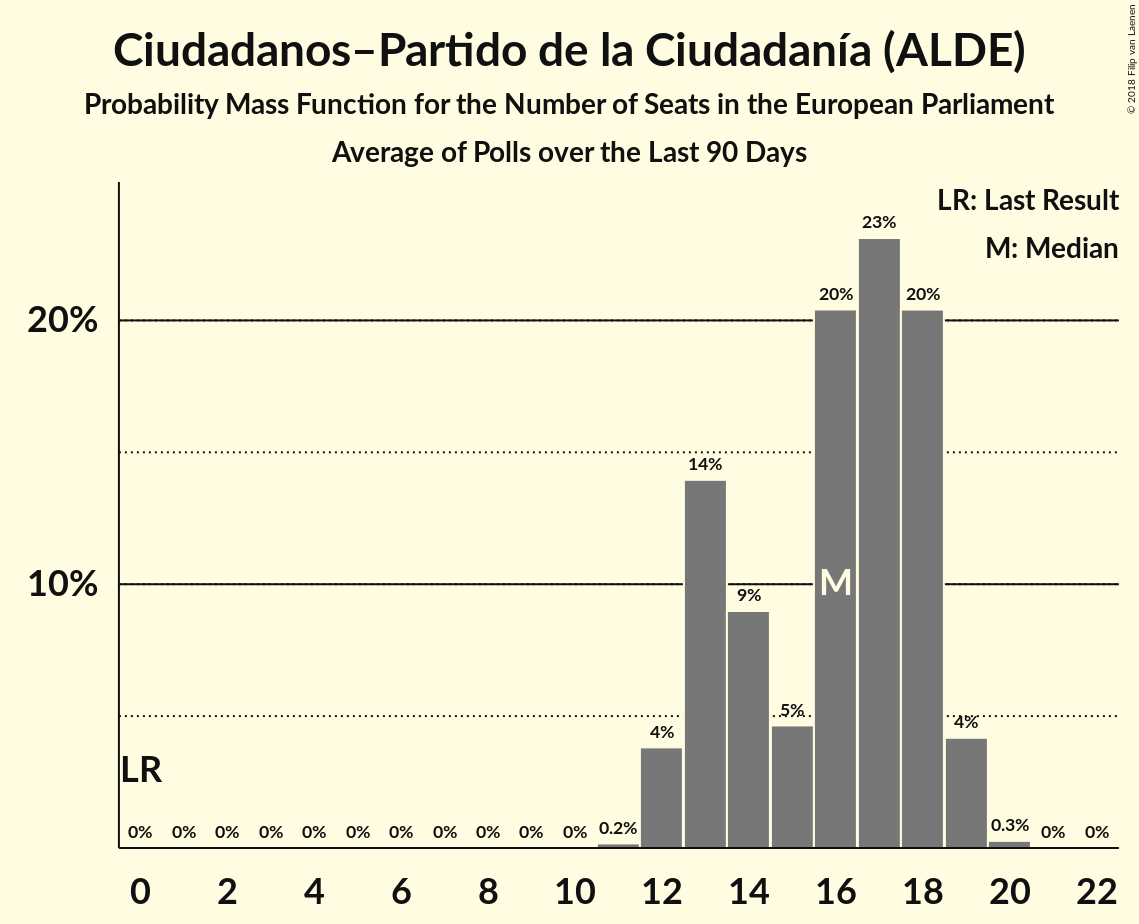 Ciudadanos–Partido de la Ciudadanía (ALDE)
Probability Mass Function for the Number of Seats in the European Parliament
Average of Polls over the Last 90 Days
© 2018 Filip van Laenen
LR: Last Result
M: Median
23%
20% 20%
20%
14%
10%
M
9%
5%
4% 4%
LR
0% 0% 0% 0% 0% 0% 0% 0% 0% 0% 0% 0.2% 0.3% 0% 0%
0 2 4 6 8 10 12 14 16 18 20 22